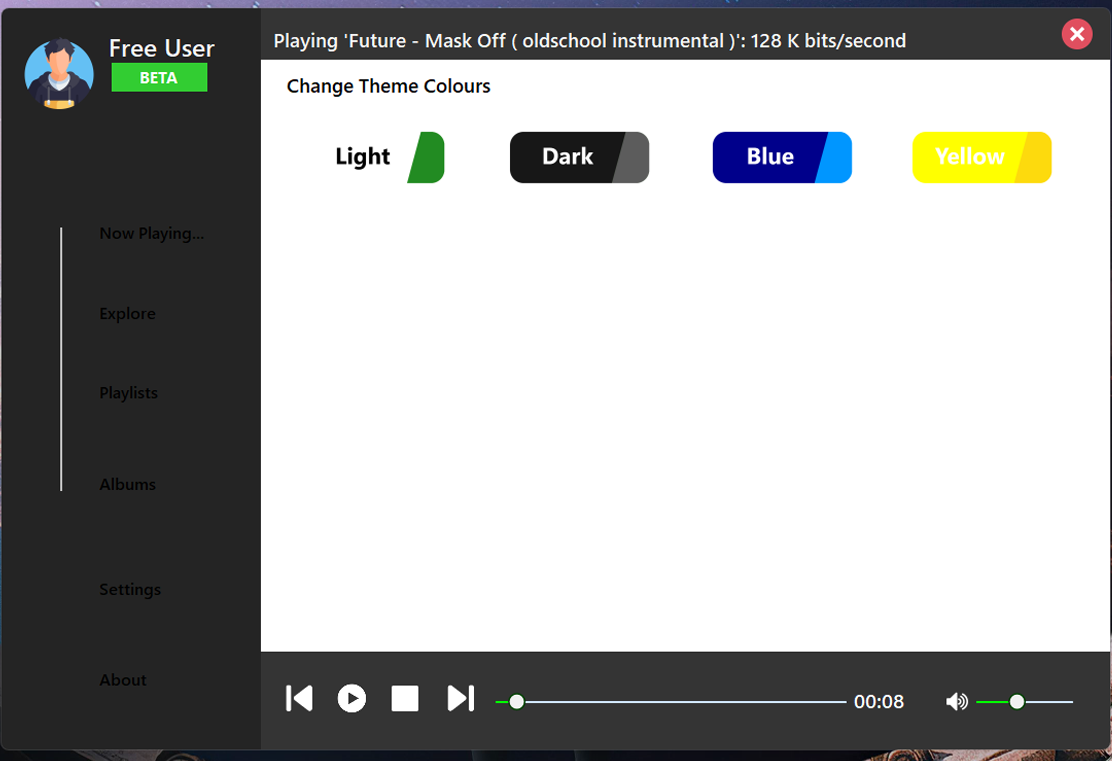 Free User
BETA
Playing 'Future - Mask Off ( oldschool instrumental )': 128 K bits/second
Change Theme Colours
Light
Dark
Blue
Yellow
Now Playing...
Explore
Playlists
Albums
Settings
About
00:08